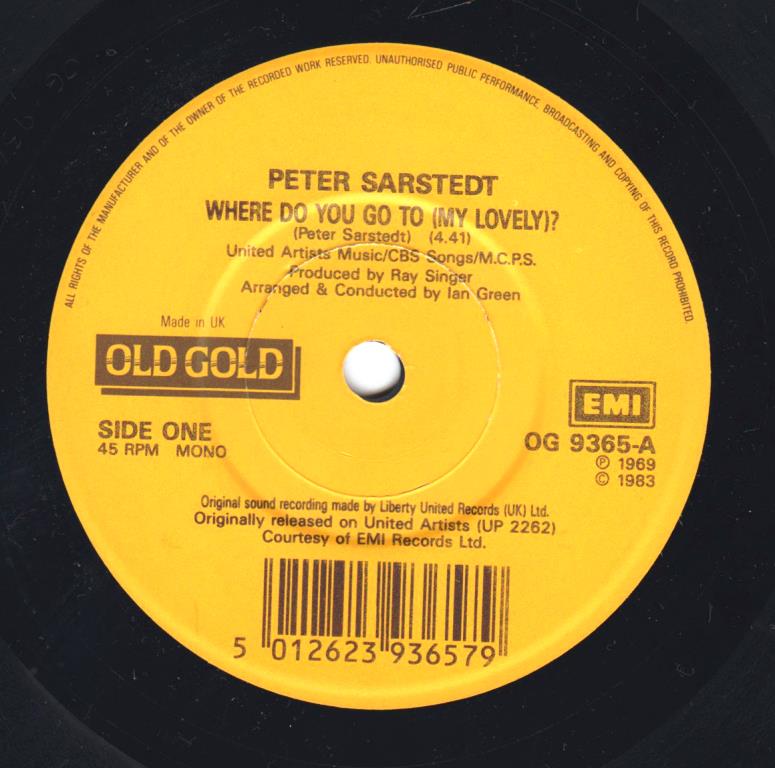 ALL RIGHTS OF THE MANUFACTURER AND OF THE OWNER OF THE RECORDED WORK RESERVED. UNAUTHORISED PUBLIC PERFORMANCE, BROADCASTING AND COPYING OF THIS RECORD PROHIBITED.
PETER SARSTEDT
WHERE DO YOU GO TO (MY LOVELY)?
(Peter Sarstedt) (4.41)
United Artists Music/CBS Songs/M.C.P.S.
Produced by Ray Singer
Arranged & Conducted by Ian Green
Made in UK
OLD GOLD
SIDE ONE
45 RPM MONO
EMI
OG 9365-A
℗ 1969
© 1983
Original sound recording made by Liberty United Records (UK) Ltd.
Originally released on United Artists (UP 2262)
Courtesy of EMI Records Ltd.
5 012623 936579